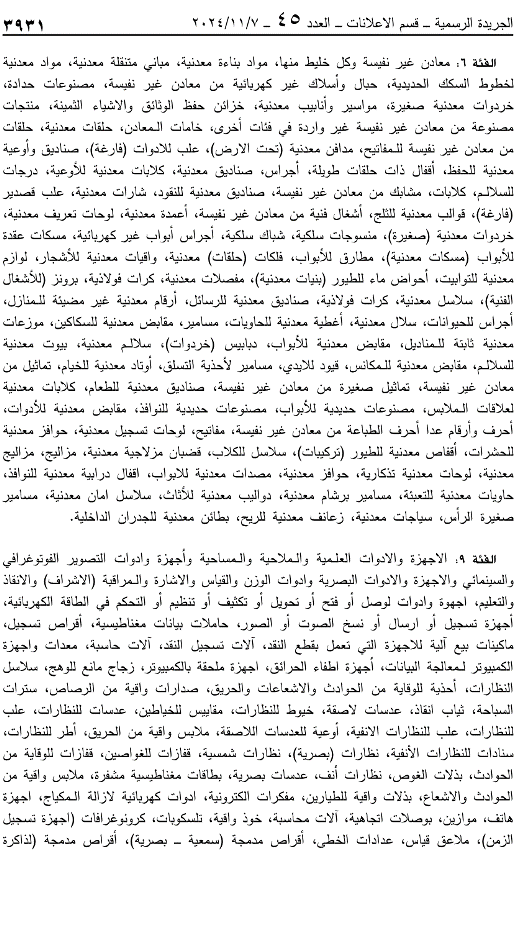 الجريدة الرسمية – قسم الاعلانات – العدد ٤٥ – ٢٠٢٤/١١/٧ ٣٩٣١
الفئة ٦: معادن غير نفيسة وكل خليط منها، مواد بناءة معدنية، مباني متنقلة معدنية، مواد معدنية
لخطوط السكك الحديدية، حبال وأسلاك غير كهربائية من معادن غير نفيسة، مصنوعات حدادة،
خردوات معدنية صغيرة، مواسير وأنابيب معدنية، خزائن حفظ الوثائق والاشياء الثمينة، منتجات
مصنوعة من معادن غير نفيسة غير واردة في فئات أخرى، خامات المعادن، حلقات معدنية، حلقات
من معادن غير نفيسة للمفاتيح، مدافن معدنية (تحت الارض)، علب للادوات (فارغة)، صناديق وأوعية
معدنية للحفظ، أقفال ذات حلقات طويلة، أجراس، صناديق معدنية، كلابات معدنية للأوعية، درجات
للسلالم، كلابات، مشابك من معادن غير نفيسة، صناديق معدنية للنقود، شارات معدنية، علب قصدير
(فارغة)، قوالب معدنية للثلج، أشغال فنية من معادن غير نفيسة، أعمدة معدنية، لوحات تعريف معدنية،
خردوات معدنية (صغيرة)، منسوجات سلكية، شباك سلكية، أجراس أبواب غير كهربائية، مسكات عقدة
للأبواب (مسكات معدنية)، مطارق للأبواب، فلكات (حلقات) معدنية، واقيات معدنية للأشجار، لوازم
معدنية للتوابيت، أحواض ماء للطيور (بنيات معدنية)، مفصلات معدنية، كرات فولاذية، برونز (للأشغال
الفنية)، سلاسل معدنية، كرات فولاذية، صناديق معدنية للرسائل، أرقام معدنية غير مضيئة للمنازل،
أجراس للحيوانات، سلال معدنية، أغطية معدنية للحاويات، مسامير، مقابض معدنية للسكاكين، موزعات
معدنية ثابتة للمناديل، مقابض معدنية للأبواب، دبابيس (خردوات)، سلالم معدنية، بيوت معدنية
للسلالم، مقابض معدنية للمكانس، قيود للايدي، مسامير لأحذية التسلق، أوتاد معدنية للخيام، تماثيل من
معادن غير نفيسة، تماثيل صغيرة من معادن غير نفيسة، صناديق معدنية للطعام، كلابات معدنية
لعلاقات الملابس، مصنوعات حديدية للأبواب، مصنوعات حديدية للنوافذ، مقابض معدنية للأدوات،
أحرف وأرقام عدا أحرف الطباعة من معادن غير نفيسة، مفاتيح، لوحات تسجيل معدنية، حوافز معدنية
للحشرات، أقفاص معدنية للطيور (تركيبات)، سلاسل للكلاب، قضبان مزلاجية معدنية، مزاليج، مزاليج
معدنية، لوحات معدنية تذكارية، حوافز معدنية، مصدات معدنية للابواب، اقفال درابية معدنية للنوافذ،
حاويات معدنية للتعبئة، مسامير برشام معدنية، دواليب معدنية للأثاث، سلاسل امان معدنية، مسامير
صغيرة الرأس، سياجات معدنية، زعانف معدنية للريح، بطائن معدنية للجدران الداخلية.
الفئة ٩: الاجهزة والادوات العلمية والملاحية والمساحية وأجهزة وادوات التصوير الفوتوغرافي
والسينمائي والاجهزة والادوات البصرية وادوات الوزن والقياس والاشارة والمراقبة (الاشراف) والانقاذ
والتعليم، اجهوة وادوات لوصل أو فتح أو تحويل أو تكثيف أو تنظيم أو التحكم في الطاقة الكهربائية،
أجهزة تسجيل أو ارسال أو نسخ الصوت أو الصور، حاملات بيانات مغناطيسية، أقراص تسجيل،
ماكينات بيع آلية للاجهزة التي تعمل بقطع النقد، آلات تسجيل النقد، آلات حاسبة، معدات واجهزة
الكمبيوتر لمعالجة البيانات، أجهزة اطفاء الحرائق، اجهزة ملحقة بالكمبيوتر، زجاج مانع للوهج، سلاسل
النظارات، أحذية للوقاية من الحوادث والاشعاعات والحريق، صدارات واقية من الرصاص، سترات
السباحة، ثياب انقاذ، عدسات لاصقة، خيوط للنظارات، مقاييس للخياطين، عدسات للنظارات، علب
للنظارات، علب للنظارات الانفية، أوعية للعدسات اللاصقة، ملابس واقية من الحريق، أطر للنظارات،
سنادات للنظارات الأنفية، نظارات (بصرية)، نظارات شمسية، قفازات للغواصين، قفازات للوقاية من
الحوادث، بذلات الغوص، نظارات أنف، عدسات بصرية، بطاقات مغناطيسية مشفرة، ملابس واقية من
الحوادث والاشعاع، بذلات واقية للطيارين، مفكرات الكترونية، ادوات كهربائية لازالة المكياج، اجهزة
هاتف، موازين، بوصلات اتجاهية، آلات محاسبة، خوذ واقية، تلسكوبات، كرونوغرافات (اجهزة تسجيل
الزمن)، ملاعق قياس، عدادات الخطى، أقراص مدمجة (سمعية – بصرية)، أقراص مدمجة (لذاكرة